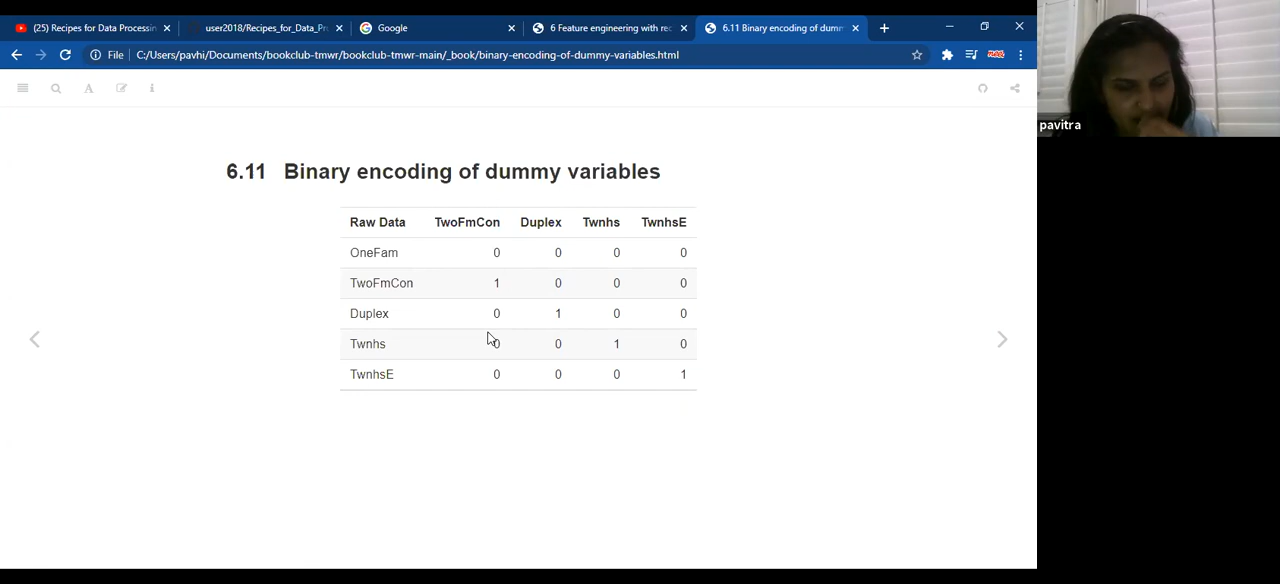 (25) Recipes for Data Processin
user2018/Recipes_for_Data_Pr
Google
6 Feature engineering with rec
6.11 Binary encoding of dummy
File C:/Users/pavhi/Documents/bookclub-tmwr/bookclub-tmwr-main/_book/binary-encoding-of-dummy-variables.html
pavitra
6.11 Binary encoding of dummy variables
Raw Data TwoFmCon Duplex Twnhs TwnhsE
OneFam 0 0 0 0
TwoFmCon 1 0 0 0
Duplex 0 1 0 0
Twnhs 0 0 1 0
TwnhsE 0 0 0 1